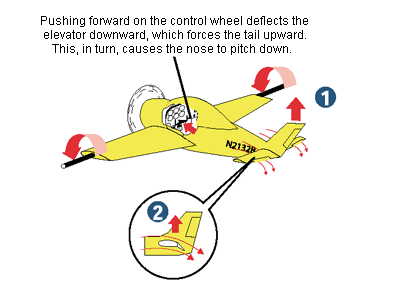 Pushing forward on the control wheel deflects the
elevator downward, which forces the tail upward.
This, in turn, causes the nose to pitch down.
1
N2132B
2